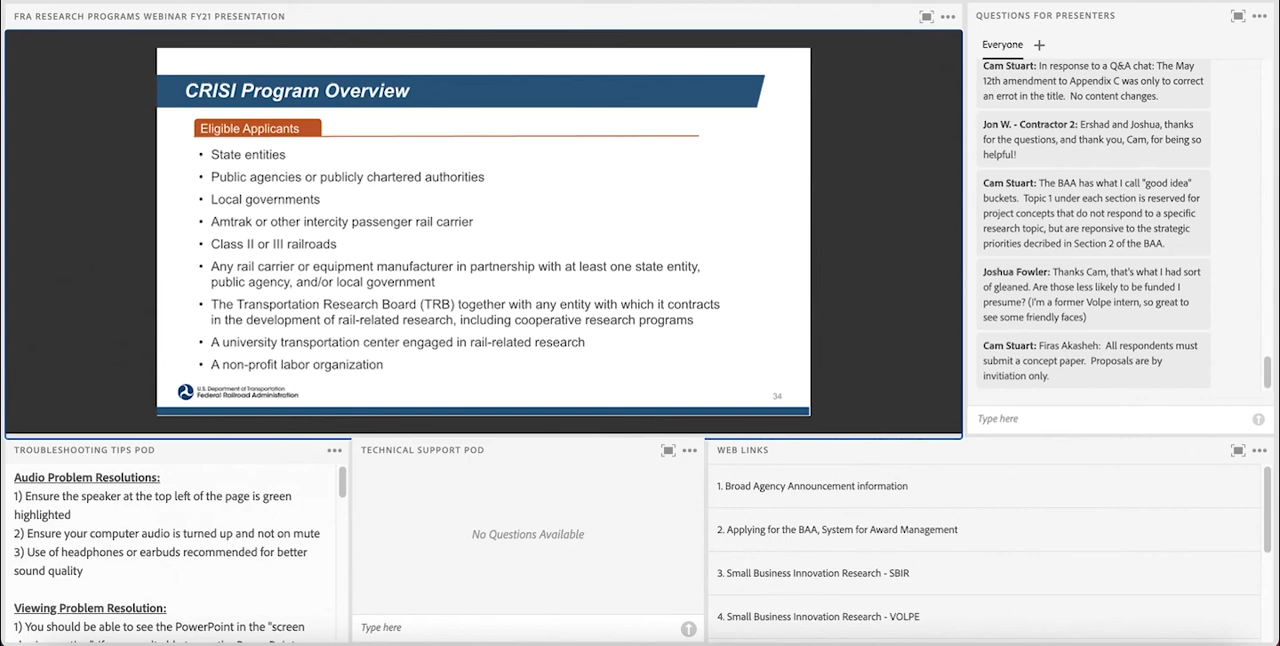 FRA RESEARCH PROGRAMS WEBINAR FY21 PRESENTATION
CRISI Program Overview
Eligible Applicants
• State entities
• Public agencies or publicly chartered authorities
• Local governments
• Amtrak or other intercity passenger rail carrier
• Class II or III railroads
• Any rail carrier or equipment manufacturer in partnership with at least one state entity,
public agency, and/or local government
• The Transportation Research Board (TRB) together with any entity with which it contracts
in the development of rail-related research, including cooperative research programs
• A university transportation center engaged in rail-related research
• A non-profit labor organization
U.S. Department of Transportation
Federal Railroad Administration
34
QUESTIONS FOR PRESENTERS
Everyone
Cam Stuart: In response to a Q&A chat: The May
12th amendment to Appendix C was only to correct
an errot in the title. No content changes.
Jon W. - Contractor 2: Ershad and Joshua, thanks
for the questions, and thank you, Cam, for being so
helpful!
Cam Stuart: The BAA has what I call "good idea"
buckets. Topic 1 under each section is reserved for
project concepts that do not respond to a specific
research topic, but are reponsive to the strategic
priorities decribed in Section 2 of the BAA.
Joshua Fowler: Thanks Cam, that's what I had sort
of gleaned. Are those less likely to be funded I
presume? (I'm a former Volpe intern, so great to
see some friendly faces)
Cam Stuart: Firas Akasheh: All respondents must
submit a concept paper. Proposals are by
invitiation only.
Type here
TROUBLESHOOTING TIPS POD
Audio Problem Resolutions:
1) Ensure the speaker at the top left of the page is green
highlighted
2) Ensure your computer audio is turned up and not on mute
3) Use of headphones or earbuds recommended for better
sound quality
Viewing Problem Resolution:
1) You should be able to see the PowerPoint in the "screen
TECHNICAL SUPPORT POD
No Questions Available
Type here
WEB LINKS
1. Broad Agency Announcement information
2. Applying for the BAA, System for Award Management
3. Small Business Innovation Research - SBIR
4. Small Business Innovation Research - VOLPE